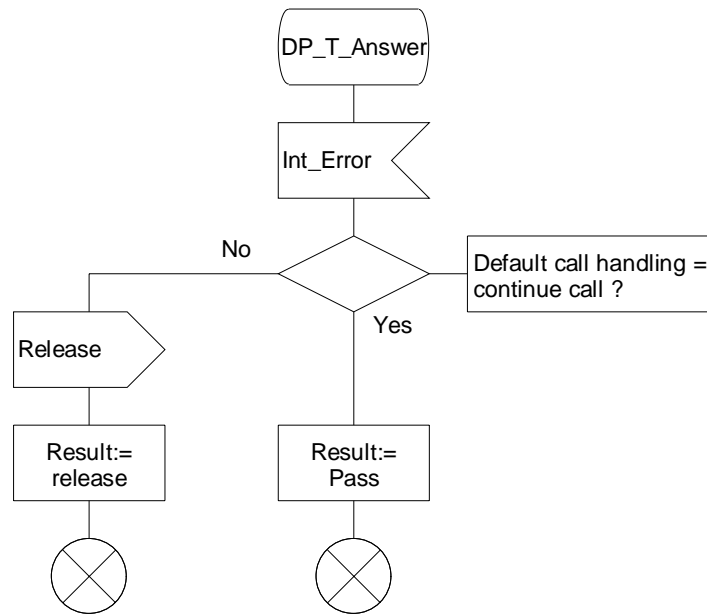 DP_T_Answer
Int_Error
No
Default call handling =
continue call ?
Yes
Release
Result:=
release
Result:=
Pass